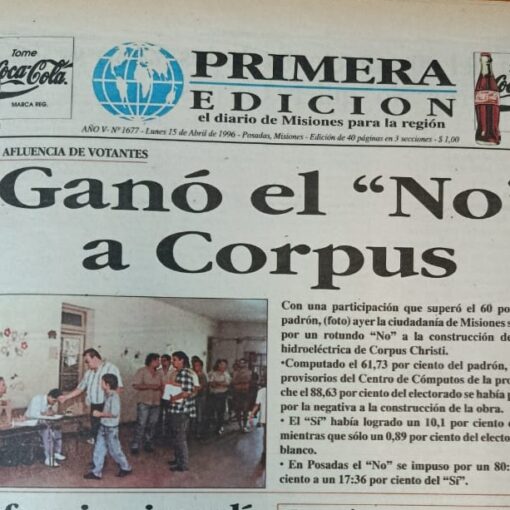 Tome
Coca-Cola.
MARCA REG.
PRIMERA
EDICION
el diario de Misiones para la región
AÑO V - Nº 1677 - Lunes 15 de Abril de 1996 - Posadas, Misiones - Edición de 40 páginas en 3 secciones - $ 1,00
AFLUENCIA DE VOTANTES
Ganó el “No”
a Corpus
Con una participación que superó el 60 po
padrón, (foto) ayer la ciudadanía de Misiones s
por un rotundo “No” a la construcción de
hidroeléctrica de Corpus Christi.
•Computado el 61,73 por ciento del padrón,
provisorios del Centro de Cómputos de la pro
che el 88,63 por ciento del electorado se había p
por la negativa a la construcción de la obra.
• El “Sí” había logrado un 10,1 por ciento
mientras que sólo un 0,89 por ciento del electo
blanco.
• En Posadas el “No” se impuso por un 80:
ciento a un 17:36 por ciento del “Sí”.